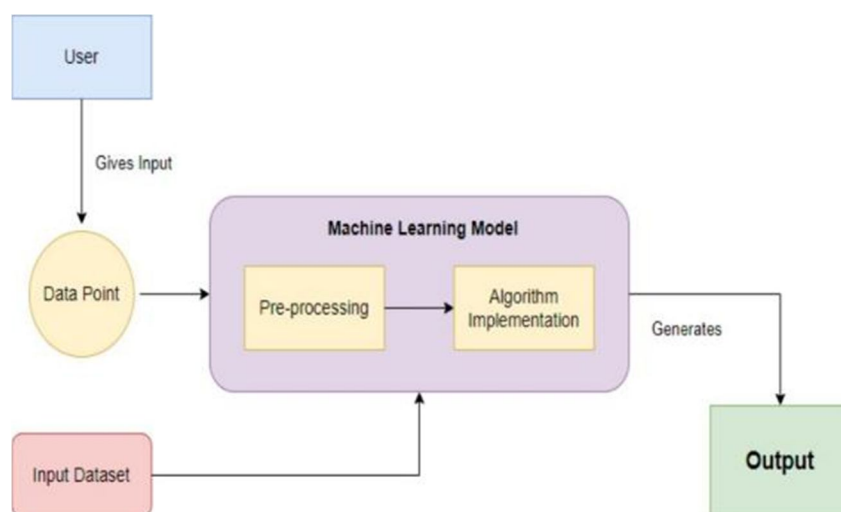 User
Gives Input
Machine Learning Model
Data Point
Pre-processing
Algorithm
Implementation
Generates
Input Dataset
Output